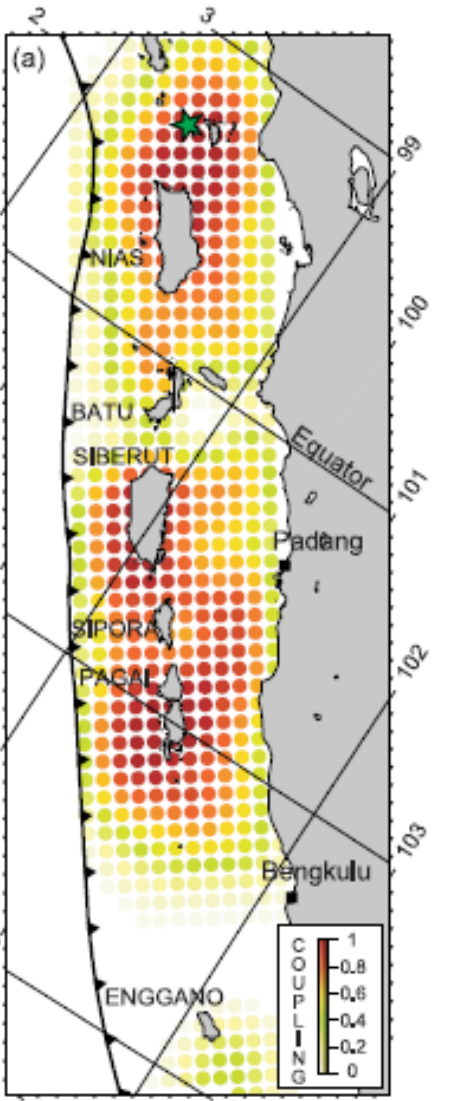 2 3
(a)
99
NIAS
100
BATU
Equator
SIBERUT
101
Padang
SIPORA
102
PAGAI
103
Bengkulu
COUPLING
1
0.8
0.6
0.4
0.2
0
ENGGANO